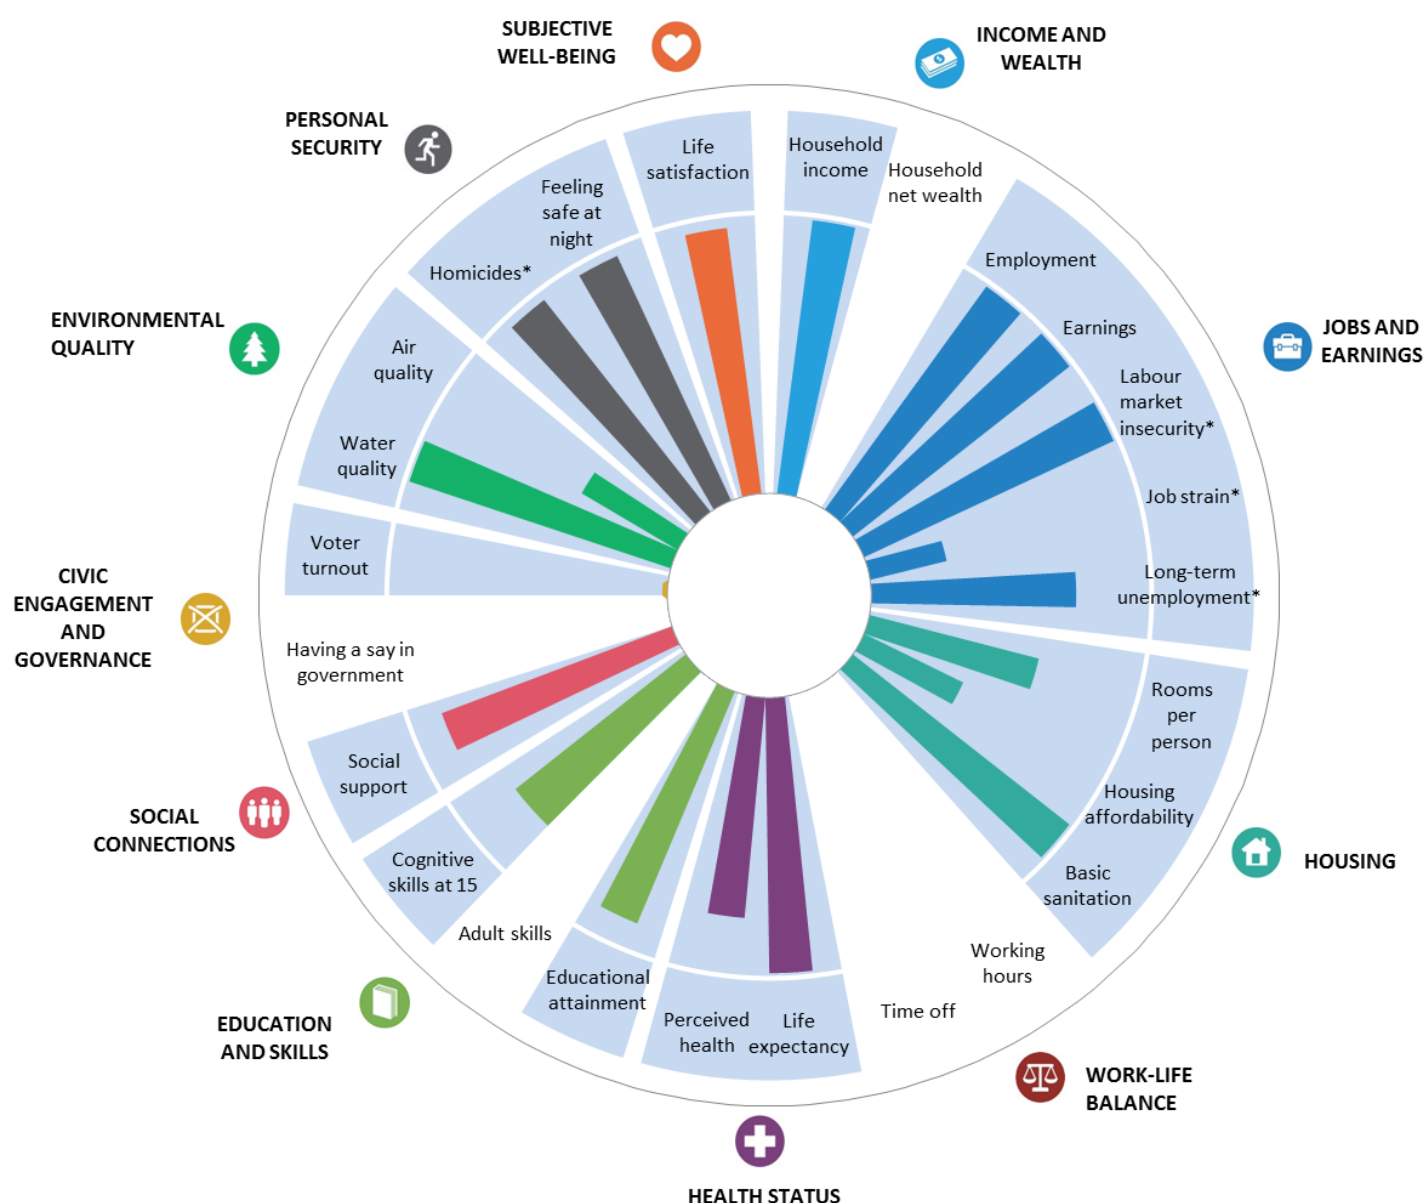 SUBJECTIVE
WELL-BEING
INCOME AND
WEALTH
PERSONAL
SECURITY
Life
satisfaction
Household
income
Household
net wealth
Feeling
safe at
night
Homicides*
Employment
Earnings
Labour
market
insecurity*
Job strain*
Long-term
unemployment*
JOBS AND
EARNINGS
ENVIRONMENTAL
QUALITY
Air
quality
Water
quality
Voter
turnout
CIVIC
ENGAGEMENT
AND
GOVERNANCE
Having a say in
government
Rooms
per
person
Housing
affordability
Basic
sanitation
HOUSING
Social
support
SOCIAL
CONNECTIONS
Cognitive
skills at 15
Adult skills
Educational
attainment
EDUCATION
AND SKILLS
Perceived
health
Life
expectancy
Time off
Working
hours
WORK-LIFE
BALANCE
HEALTH STATUS